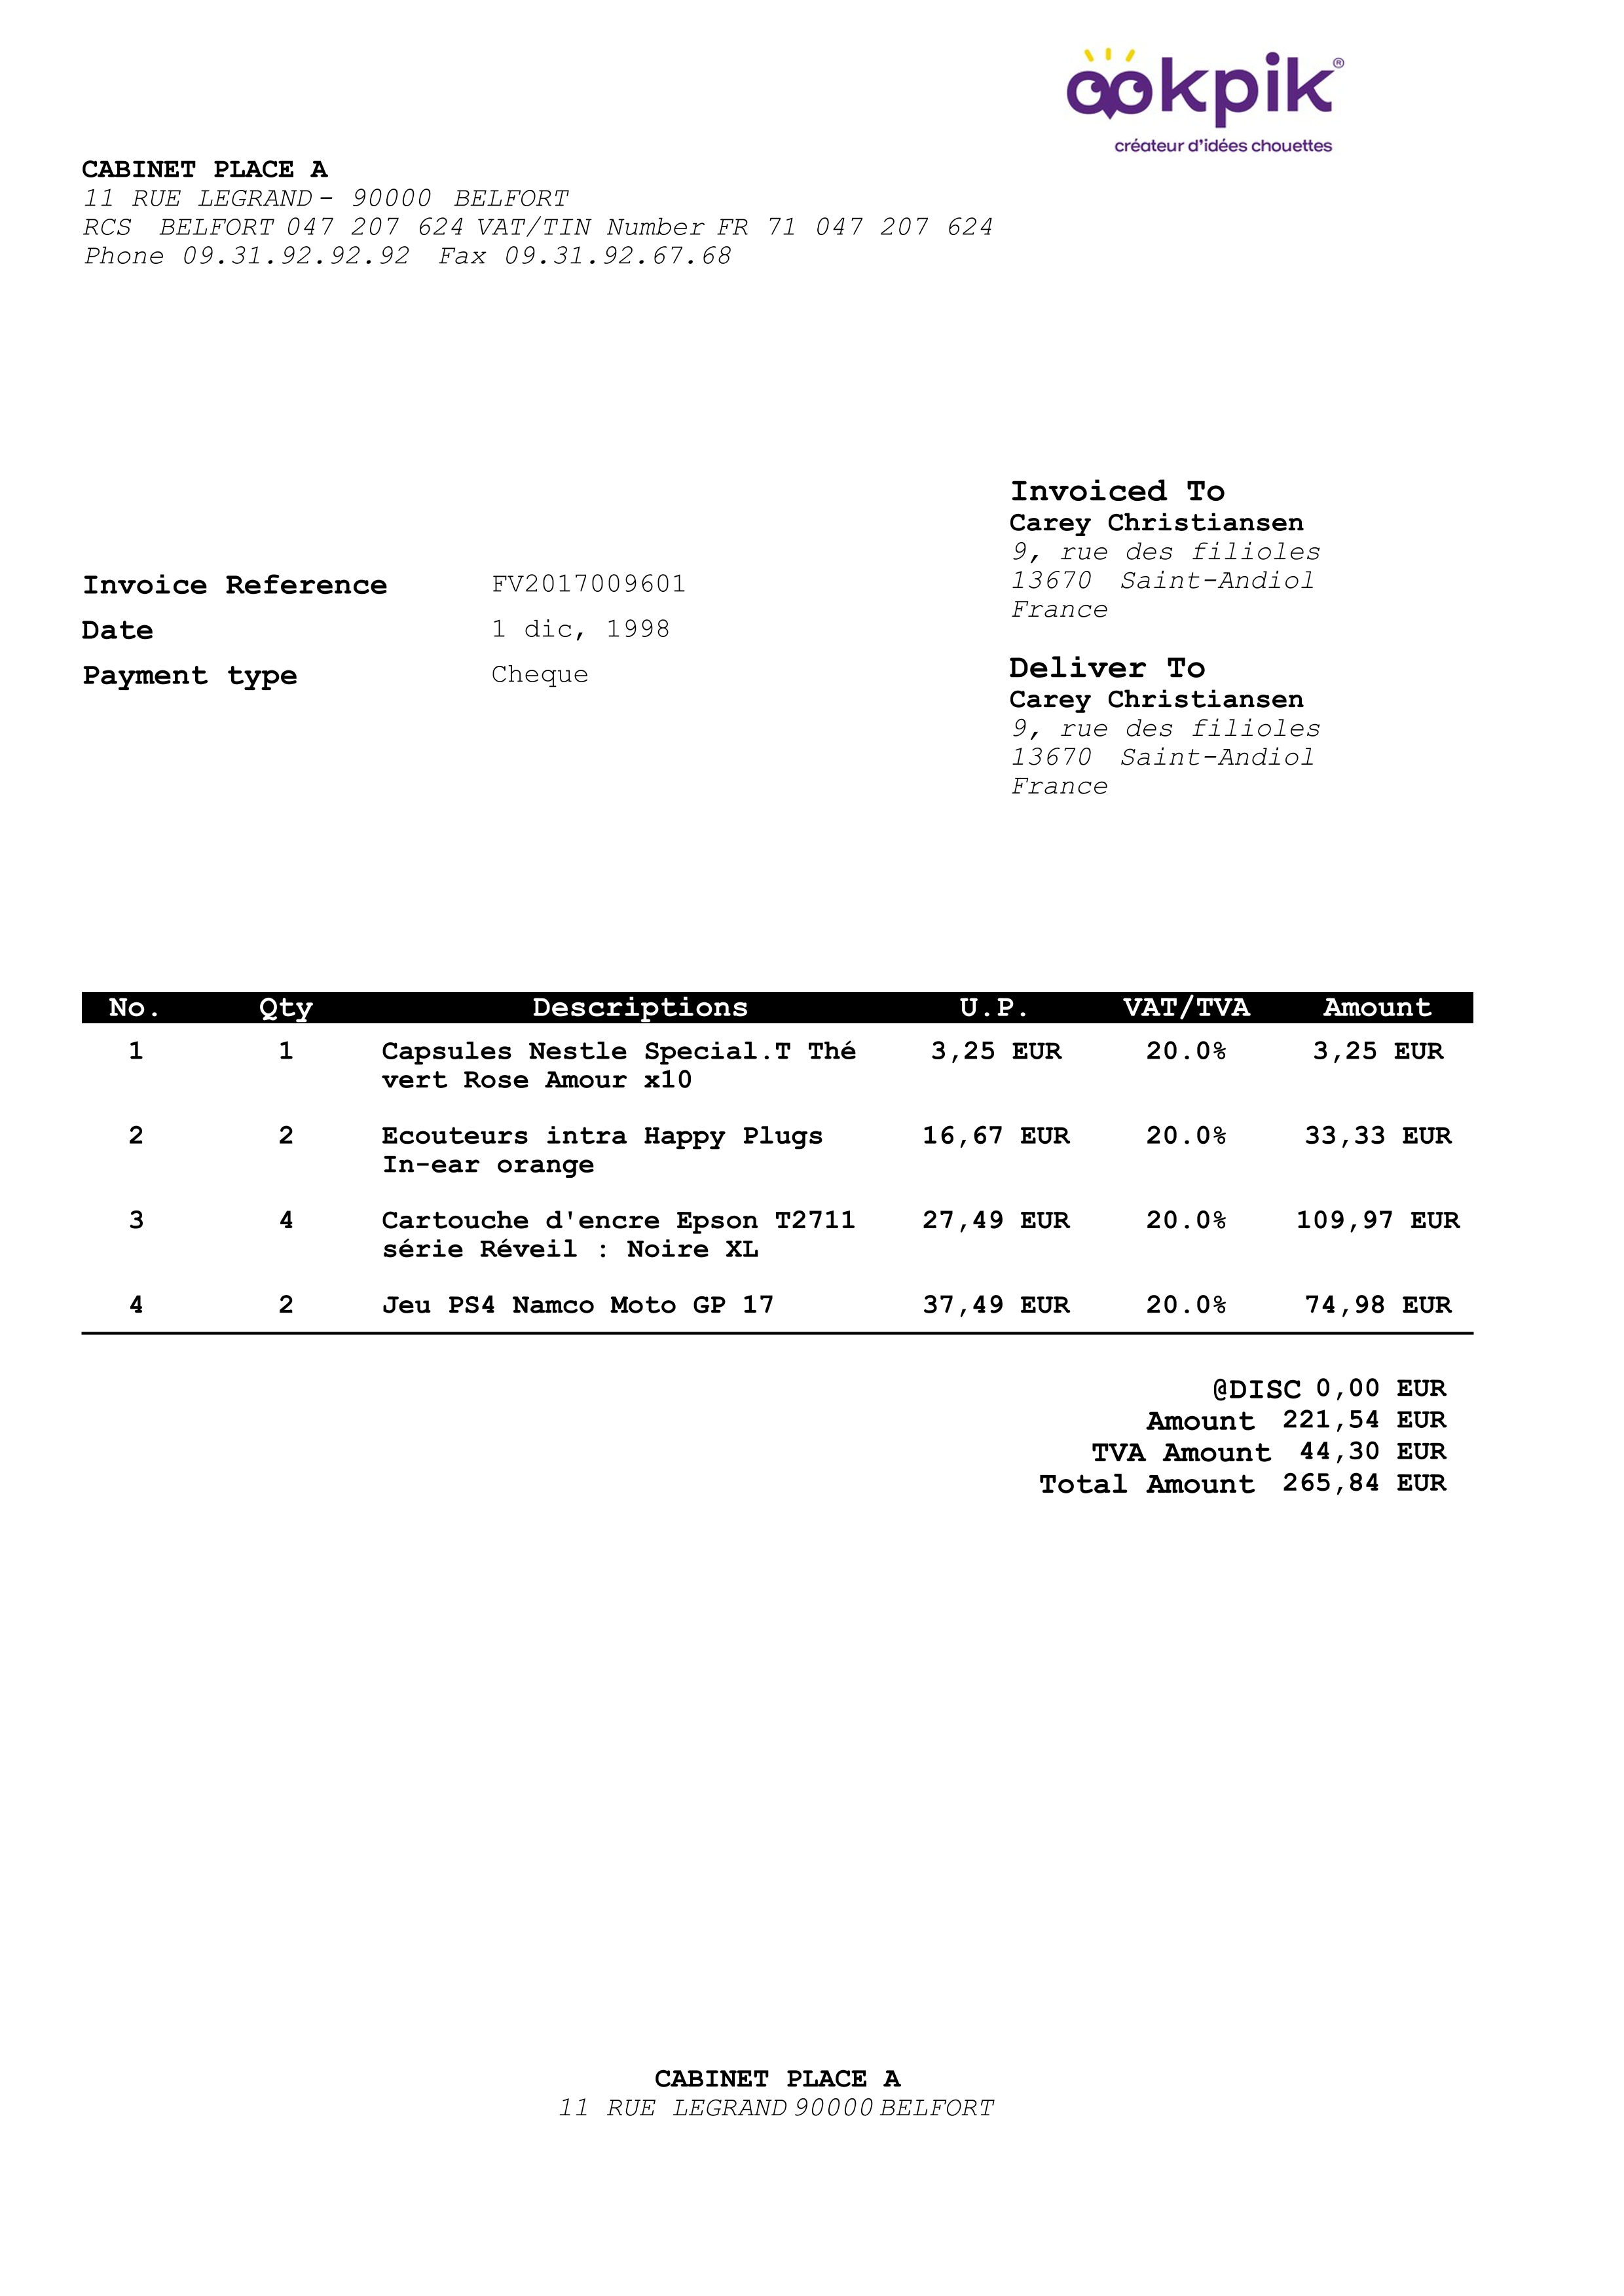 ookpik®
créateur d'idées chouettes
CABINET PLACE A
11 RUE LEGRAND - 90000 BELFORT
RCS BELFORT 047 207 624 VAT/TIN Number FR 71 047 207 624
Phone 09.31.92.92.92 Fax 09.31.92.67.68
Invoiced To
Carey Christiansen
9, rue des filioles
13670 Saint-Andiol
France
Invoice Reference FV2017009601
Date 1 dic, 1998
Payment type Cheque
Deliver To
Carey Christiansen
9, rue des filioles
13670 Saint-Andiol
France
No. Qty Descriptions U.P. VAT/TVA Amount
1 1 Capsules Nestle Special.T Thé 3,25 EUR 20.0% 3,25 EUR
vert Rose Amour x10
2 2 Ecouteurs intra Happy Plugs 16,67 EUR 20.0% 33,33 EUR
In-ear orange
3 4 Cartouche d'encre Epson T2711 27,49 EUR 20.0% 109,97 EUR
série Réveil : Noire XL
4 2 Jeu PS4 Namco Moto GP 17 37,49 EUR 20.0% 74,98 EUR
@DISC 0,00 EUR
Amount 221,54 EUR
TVA Amount 44,30 EUR
Total Amount 265,84 EUR
CABINET PLACE A
11 RUE LEGRAND 90000 BELFORT